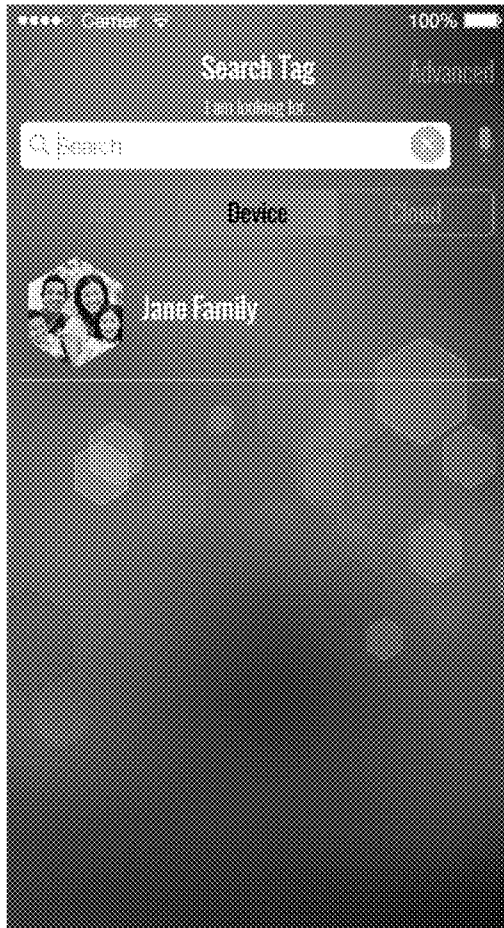 Carrier 100%
Search Tag Advanced
I am looking for...
Search
Device
Jane Family